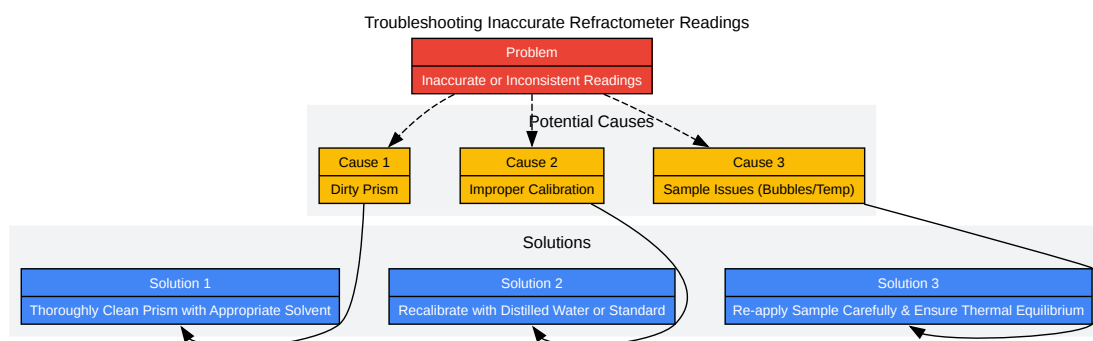 Troubleshooting Inaccurate Refractometer Readings
Problem
Inaccurate or Inconsistent Readings
Potential Causes
Cause 1
Dirty Prism
Cause 2
Improper Calibration
Cause 3
Sample Issues (Bubbles/Temp)
Solutions
Solution 1
Thoroughly Clean Prism with Appropriate Solvent
Solution 2
Recalibrate with Distilled Water or Standard
Solution 3
Re-apply Sample Carefully & Ensure Thermal Equilibrium